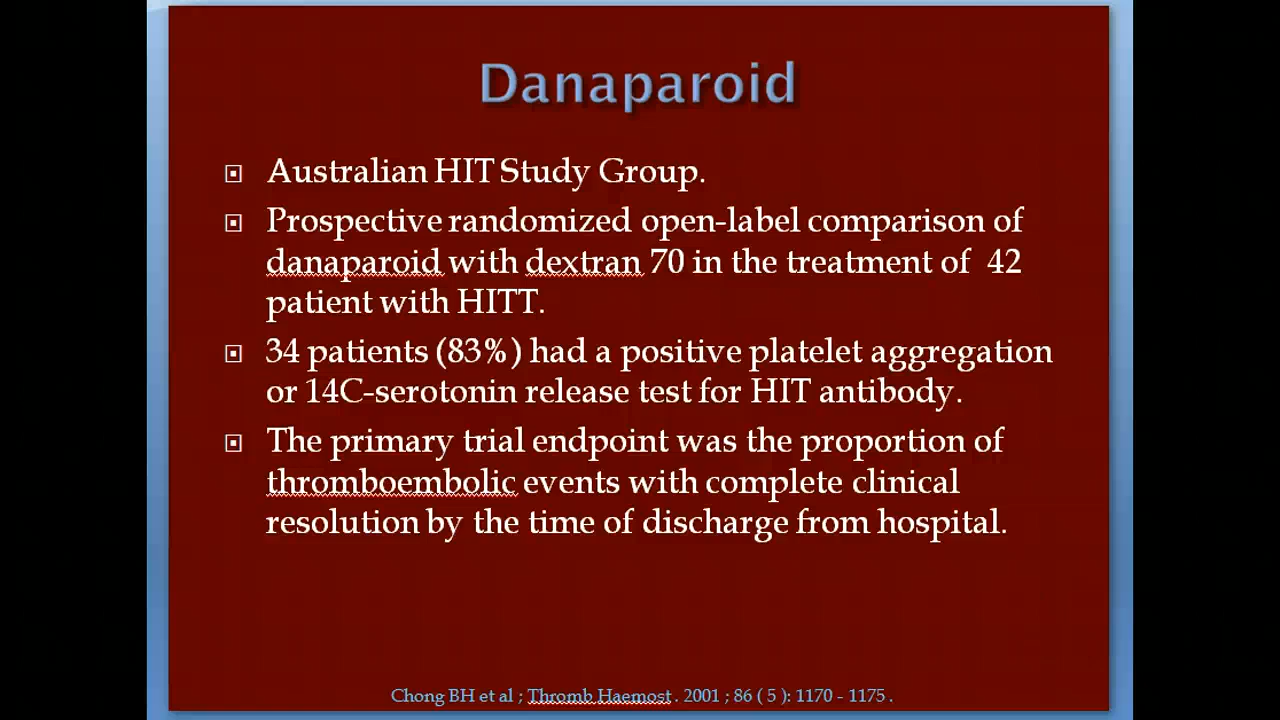 Danaparoid
Australian HIT Study Group.
Prospective randomized open-label comparison of
danaparoid with dextran 70 in the treatment of 42
patient with HITT.
34 patients (83%) had a positive platelet aggregation
or 14C-serotonin release test for HIT antibody.
The primary trial endpoint was the proportion of
thromboembolic events with complete clinical
resolution by the time of discharge from hospital.
Chong BH et al ; Thromb Haemost . 2001 ; 86 ( 5 ): 1170 - 1175 .